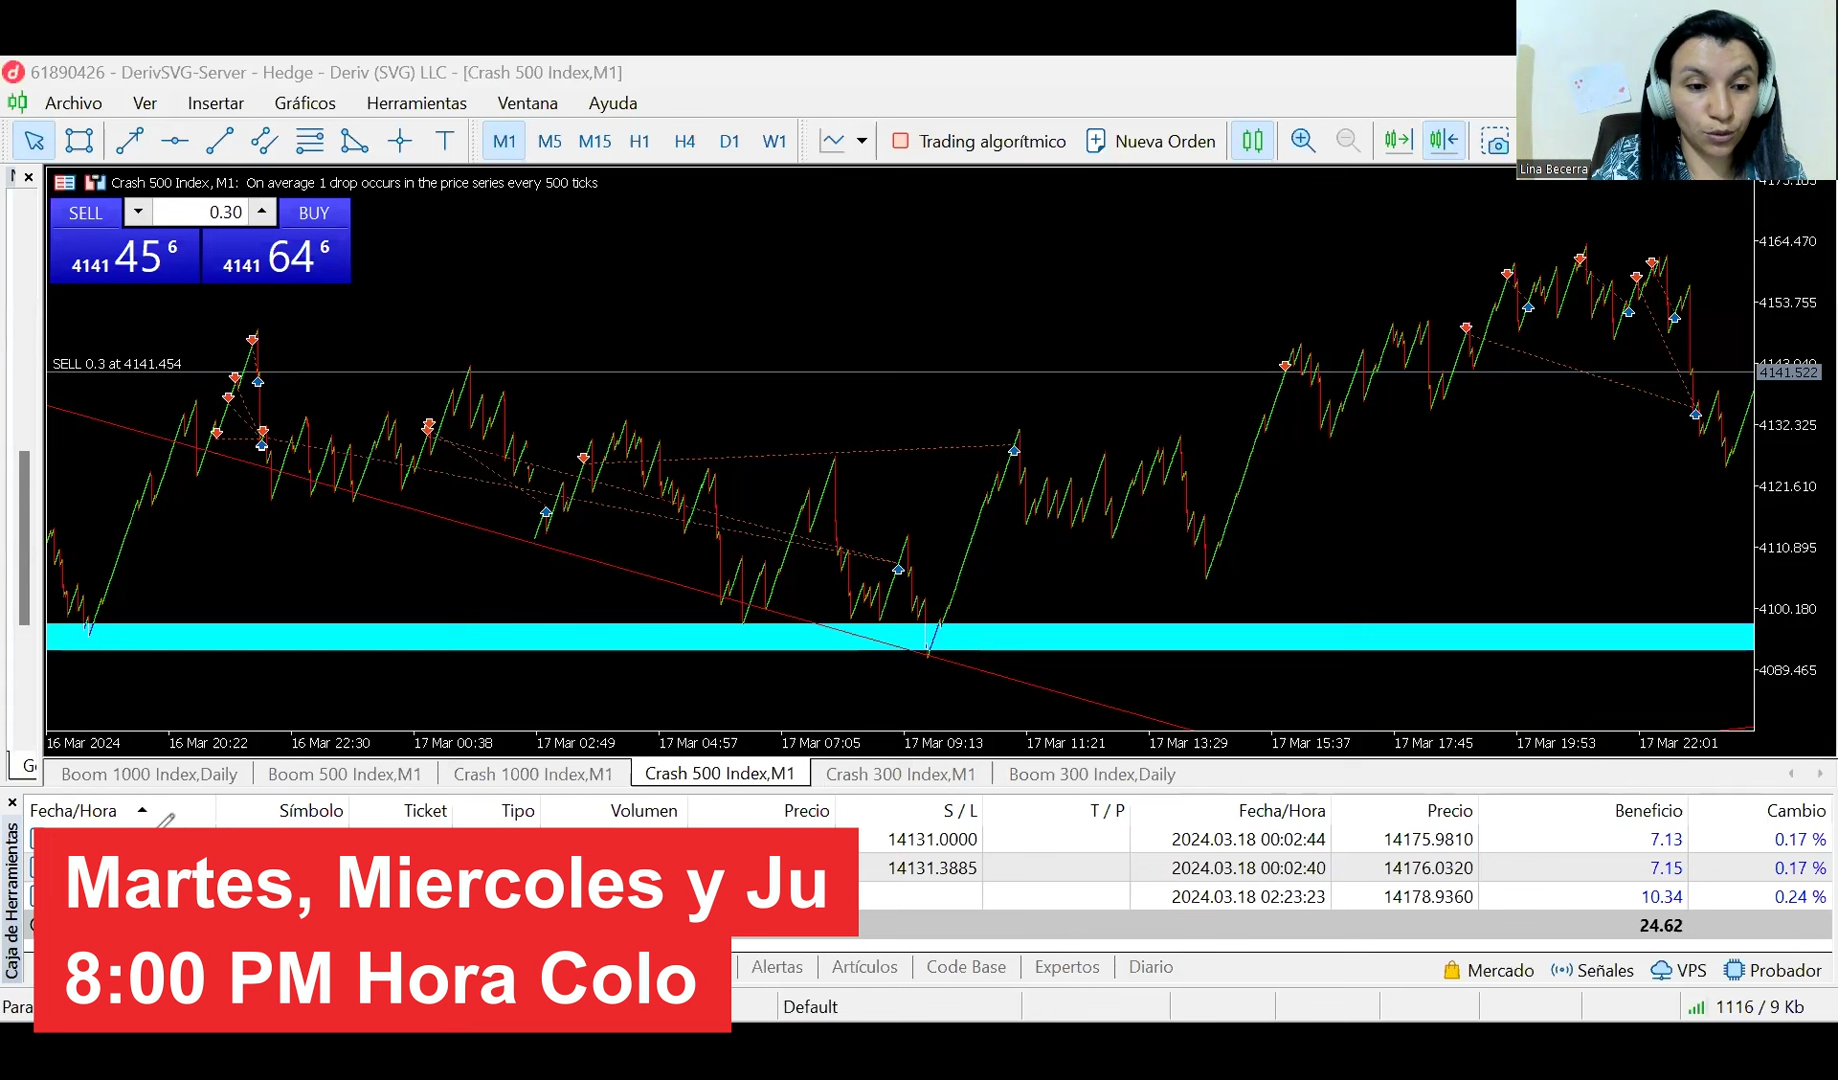 61890426 - DerivSVG-Server - Hedge - Deriv (SVG) LLC - [Crash 500 Index,M1]
Lina Becerra
Archivo Ver Insertar Gráficos Herramientas Ventana Ayuda
T M1 M5 M15 H1 H4 D1 W1 Trading algorítmico Nueva Orden
Crash 500 Index, M1: On average 1 drop occurs in the price series every 500 ticks
SELL 0.30 BUY
4141 45 6 4141 64 6
SELL 0.3 at 4141.454
4164.470
4153.755
4141.522
4132.325
4121.610
4110.895
4100.180
4089.465
16 Mar 2024 16 Mar 20:22 16 Mar 22:30 17 Mar 00:38 17 Mar 02:49 17 Mar 04:57 17 Mar 07:05 17 Mar 09:13 17 Mar 11:21 17 Mar 13:29 17 Mar 15:37 17 Mar 17:45 17 Mar 19:53 17 Mar 22:01
Boom 1000 Index,Daily Boom 500 Index,M1 Crash 1000 Index,M1 Crash 500 Index,M1 Crash 300 Index,M1 Boom 300 Index,Daily
Fecha/Hora Símbolo Ticket Tipo Volumen Precio S / L T / P Fecha/Hora Precio Beneficio Cambio
14131.0000 2024.03.18 00:02:44 14175.9810 7.13 0.17 %
14131.3885 2024.03.18 00:02:40 14176.0320 7.15 0.17 %
2024.03.18 02:23:23 14178.9360 10.34 0.24 %
24.62
Caja de Herramientas
Martes, Miercoles y Ju
8:00 PM Hora Colo
Alertas Artículos Code Base Expertos Diario Mercado Señales VPS Probador
Para Default 1116 / 9 Kb